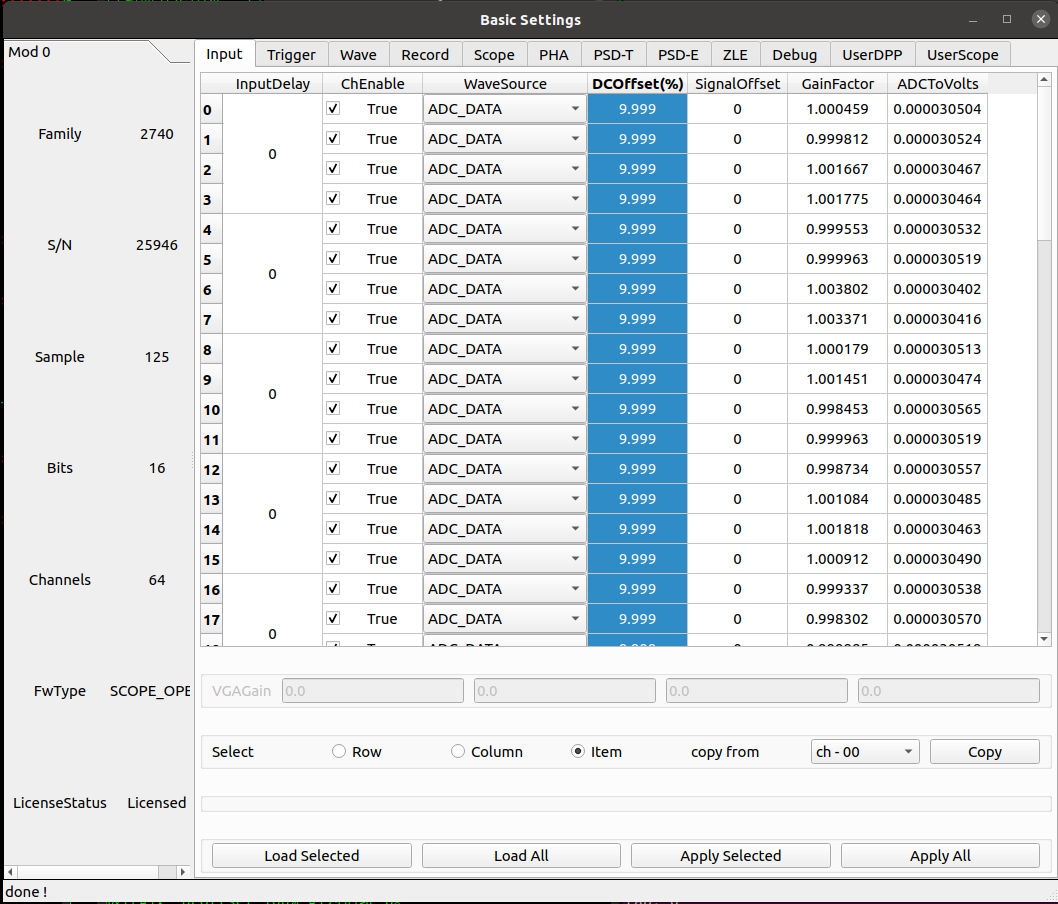 Basic Settings
Mod 0
Input Trigger Wave Record Scope PHA PSD-T PSD-E ZLE Debug UserDPP UserScope
Family 2740
S/N 25946
Sample 125
Bits 16
Channels 64
FwType SCOPE_OPE
LicenseStatus Licensed
InputDelay ChEnable WaveSource DCOffset(%) SignalOffset GainFactor ADCToVolts
0 0 True ADC_DATA 9.999 0 1.000459 0.000030504
1 True ADC_DATA 9.999 0 0.999812 0.000030524
2 True ADC_DATA 9.999 0 1.001667 0.000030467
3 True ADC_DATA 9.999 0 1.001775 0.000030464
4 0 True ADC_DATA 9.999 0 0.999553 0.000030532
5 True ADC_DATA 9.999 0 0.999963 0.000030519
6 True ADC_DATA 9.999 0 1.003802 0.000030402
7 True ADC_DATA 9.999 0 1.003371 0.000030416
8 0 True ADC_DATA 9.999 0 1.000179 0.000030513
9 True ADC_DATA 9.999 0 1.001451 0.000030474
10 True ADC_DATA 9.999 0 0.998453 0.000030565
11 True ADC_DATA 9.999 0 0.999963 0.000030519
12 0 True ADC_DATA 9.999 0 0.998734 0.000030557
13 True ADC_DATA 9.999 0 1.001084 0.000030485
14 True ADC_DATA 9.999 0 1.001818 0.000030463
15 True ADC_DATA 9.999 0 1.000912 0.000030490
16 0 True ADC_DATA 9.999 0 0.999337 0.000030538
17 True ADC_DATA 9.999 0 0.998302 0.000030570
VGAGain 0.0 0.0 0.0 0.0
Select Row Column Item copy from ch - 00 Copy
Load Selected Load All Apply Selected Apply All
done !